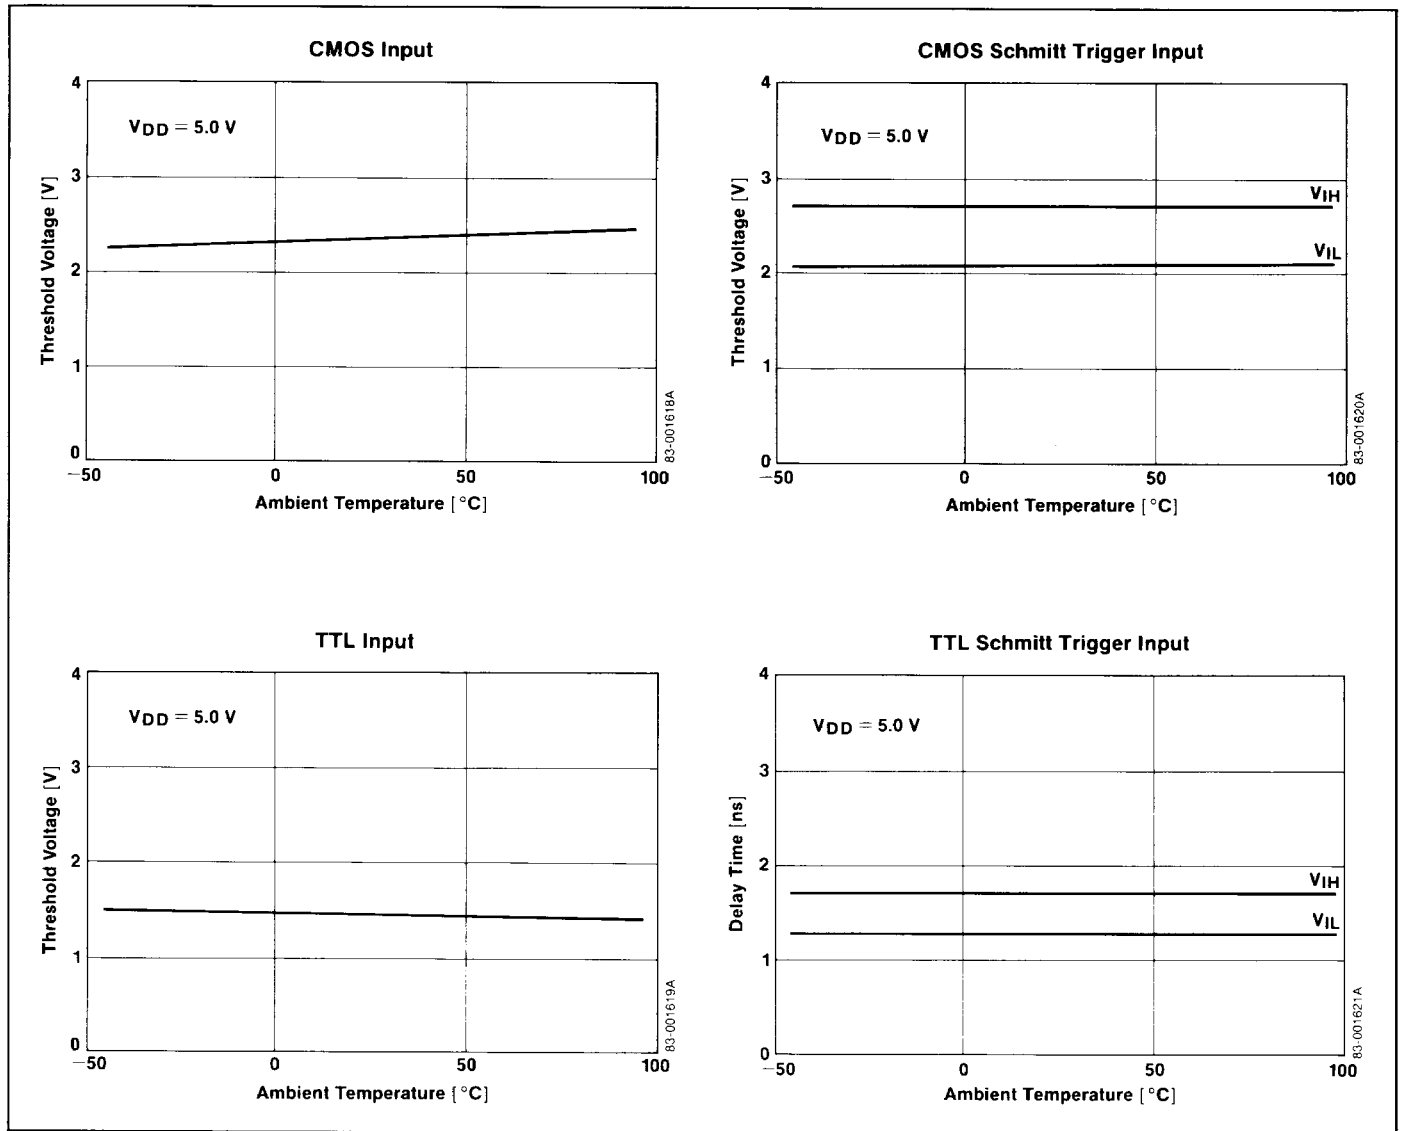 CMOS Input
4
3
2
1
0
Threshold Voltage [V]
VDD = 5.0 V
−50
0
50
100
Ambient Temperature [°C]
83-001618A
CMOS Schmitt Trigger Input
4
3
2
1
0
Threshold Voltage [V]
VDD = 5.0 V
VIH
VIL
−50
0
50
100
Ambient Temperature [°C]
83-001620A
TTL Input
4
3
2
1
0
Threshold Voltage [V]
VDD = 5.0 V
−50
0
50
100
Ambient Temperature [°C]
83-001619A
TTL Schmitt Trigger Input
4
3
2
1
0
Delay Time [ns]
VDD = 5.0 V
VIH
VIL
−50
0
50
100
Ambient Temperature [°C]
83-001621A